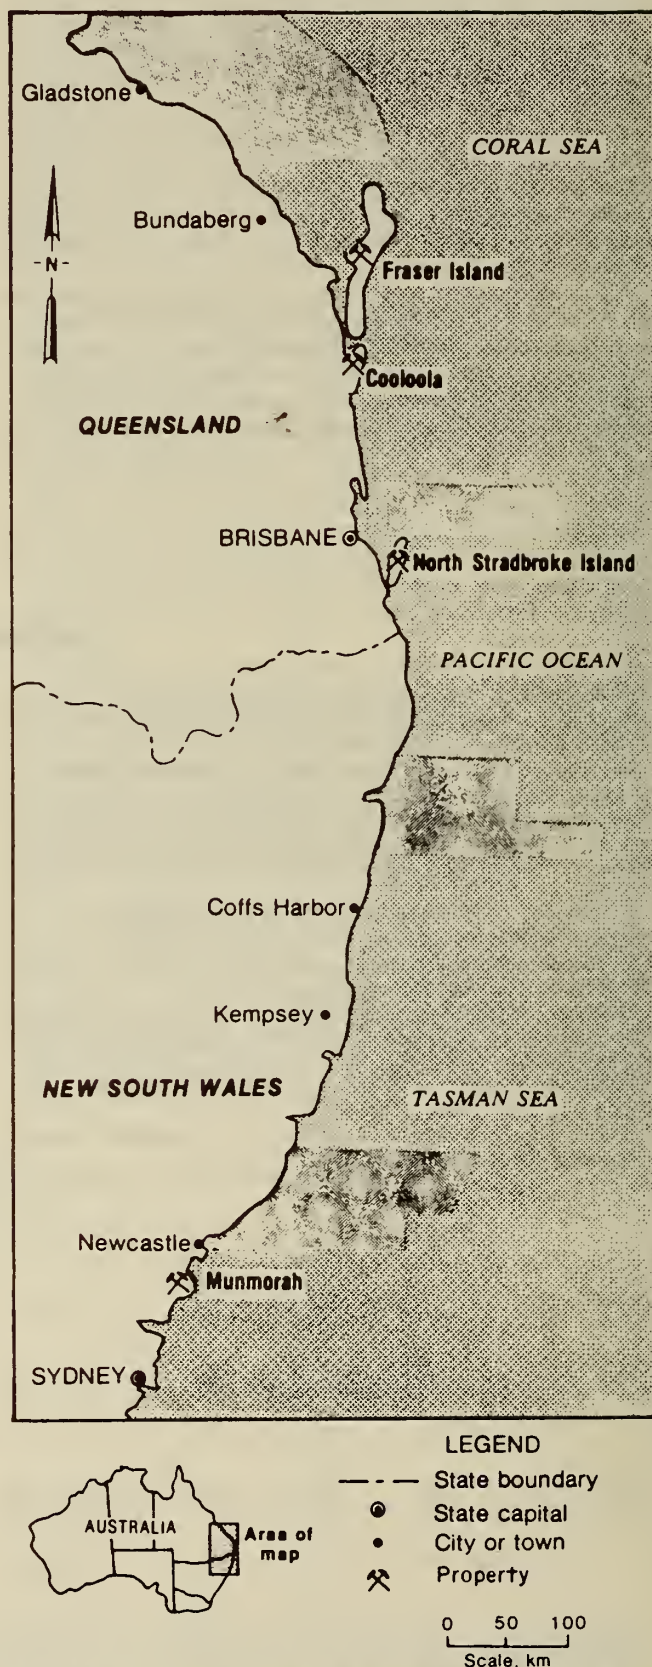 Gladstone
CORAL SEA
Bundaberg
-N-
Fraser Island
Cooloola
QUEENSLAND
BRISBANE
North Stradbroke Island
PACIFIC OCEAN
Coffs Harbor
Kempsey
NEW SOUTH WALES
TASMAN SEA
Newcastle
Munmorah
SYDNEY
LEGEND
State boundary
State capital
City or town
Property
AUSTRALIA
Area of
map
0 50 100
Scale, km